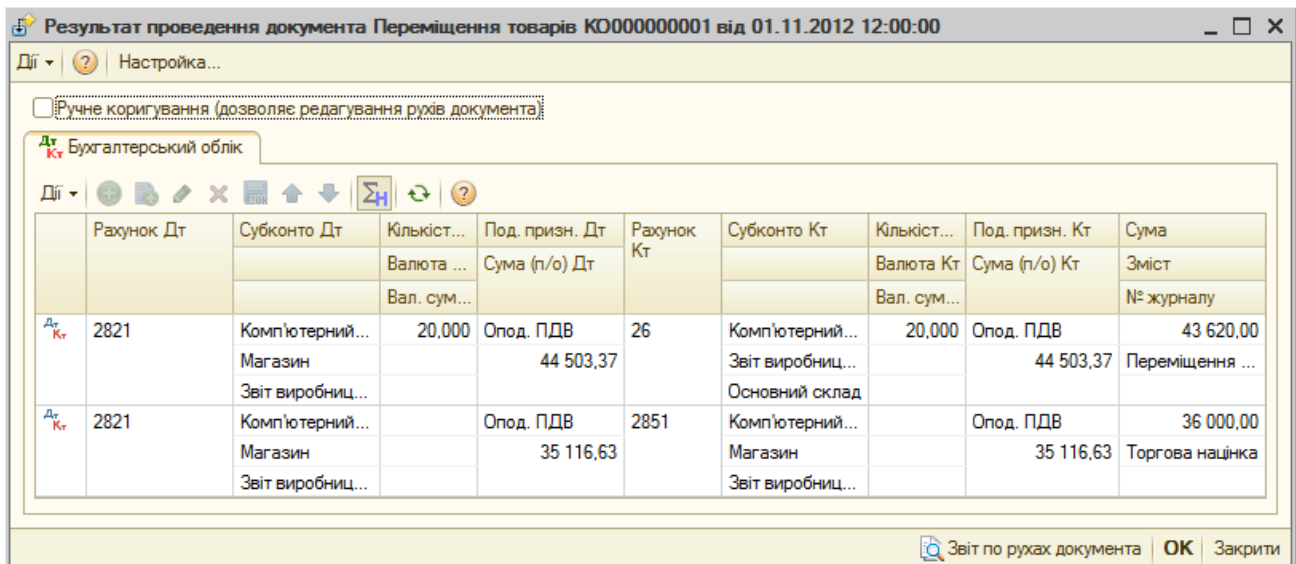 Результат проведення документа Переміщення товарів КО000000001 від 01.11.2012 12:00:00
Дії Настройка...
Ручне коригування (дозволяє редагування рухів документа)
Дт Кт Бухгалтерський облік
Дії
Рахунок Дт Субконто Дт Кількіст... Под. призн. Дт Рахунок Кт Субконто Кт Кількіст... Под. призн. Кт Сума
Валюта ... Сума (п/о) Дт Валюта Кт Сума (п/о) Кт Зміст
Вал. сум... Вал. сум... № журналу
Дт Кт 2821 Комп'ютерний... 20,000 Опод. ПДВ 26 Комп'ютерний... 20,000 Опод. ПДВ 43 620,00
Магазин 44 503,37 Звіт виробниц... 44 503,37 Переміщення ...
Звіт виробниц... Основний склад
Дт Кт 2821 Комп'ютерний... Опод. ПДВ 2851 Комп'ютерний... Опод. ПДВ 36 000,00
Магазин 35 116,63 Магазин 35 116,63 Торгова націнка
Звіт виробниц... Звіт виробниц...
Звіт по рухах документа OK Закрити